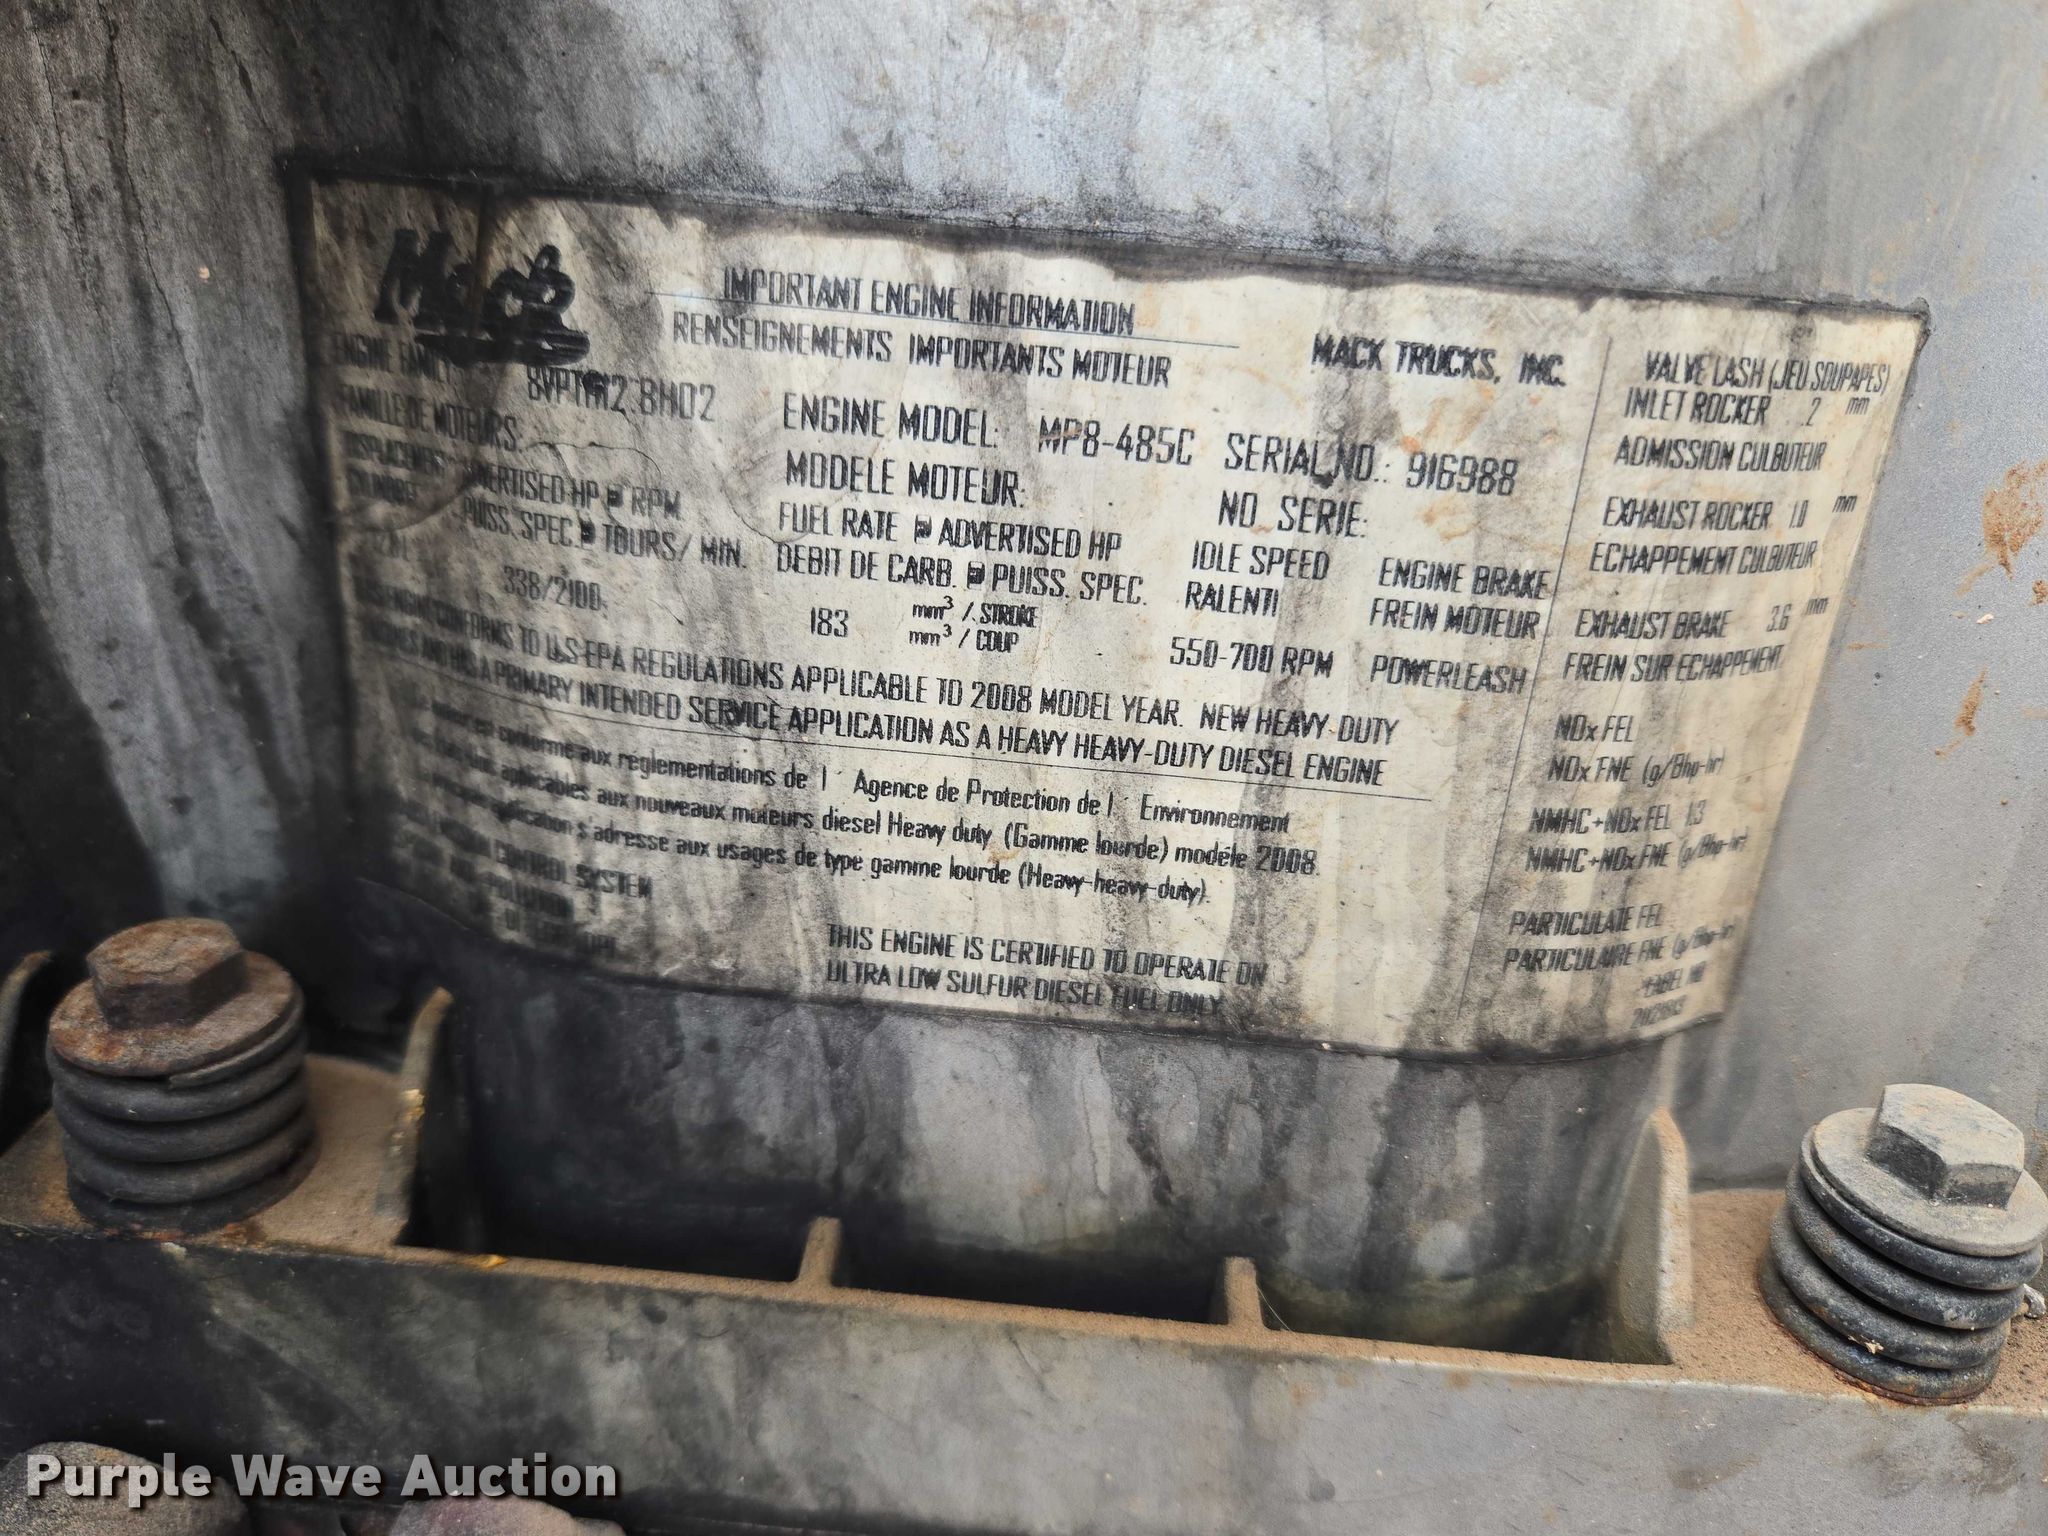 Mack
IMPORTANT ENGINE INFORMATION
RENSEIGNEMENTS IMPORTANTS MOTEUR
MACK TRUCKS, INC.
ENGINE FAMILY:
FAMILLE DE MOTEURS:
ENGINE MODEL: MP8-485C SERIAL NO.: 916988
MODELE MOTEUR: NO SERIE:
DISPLACEMENT ADVERTISED HP @ RPM
PUISS. SPEC. @ TOURS/ MIN.
338/2100
FUEL RATE @ ADVERTISED HP
DEBIT DE CARB. @ PUISS. SPEC.
183 mm³ / STROKE
mm³ / COUP
IDLE SPEED
RALENTI
550-700 RPM
ENGINE BRAKE
FREIN MOTEUR
POWERLEASH
CONFORMS TO U.S EPA REGULATIONS APPLICABLE TO 2008 MODEL YEAR. NEW HEAVY-DUTY
AND HAS A PRIMARY INTENDED SERVICE APPLICATION AS A HEAVY HEAVY-DUTY DIESEL ENGINE
conforme aux réglementations de l' Agence de Protection de l' Environnement
applicables aux nouveaux moteurs diesel Heavy duty (Gamme lourde) modéle 2008.
application s'adresse aux usages de type gamme lourde (Heavy-heavy-duty).
CONTROL SYSTEM
THIS ENGINE IS CERTIFIED TO OPERATE ON
ULTRA LOW SULFUR DIESEL FUEL ONLY
VALVE LASH (JEU SOUPAPES)
INLET ROCKER .2 mm
ADMISSION CULBUTEUR
EXHAUST ROCKER 1.0 mm
ECHAPPEMENT CULBUTEUR
EXHAUST BRAKE 3.6 mm
FREIN SUR ECHAPPEMENT
NOx FEL
NOx FNE (g/Bhp-hr)
NMHC+NOx FEL 1.3
NMHC+NOx FNE (g/Bhp-hr)
PARTICULATE FEL
PARTICULAIRE FNE (g/Bhp-hr)
LABEL NO
Purple Wave Auction